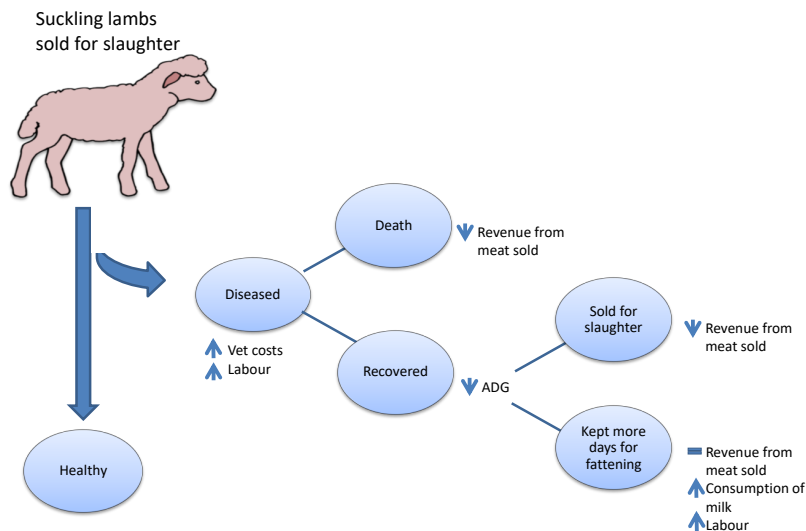 Suckling lambs
sold for slaughter
Death
Revenue from
meat sold
Diseased
Vet costs
Labour
Recovered
ADG
Sold for
slaughter
Revenue from
meat sold
Kept more
days for
fattening
Revenue from
meat sold
Consumption of
milk
Labour
Healthy